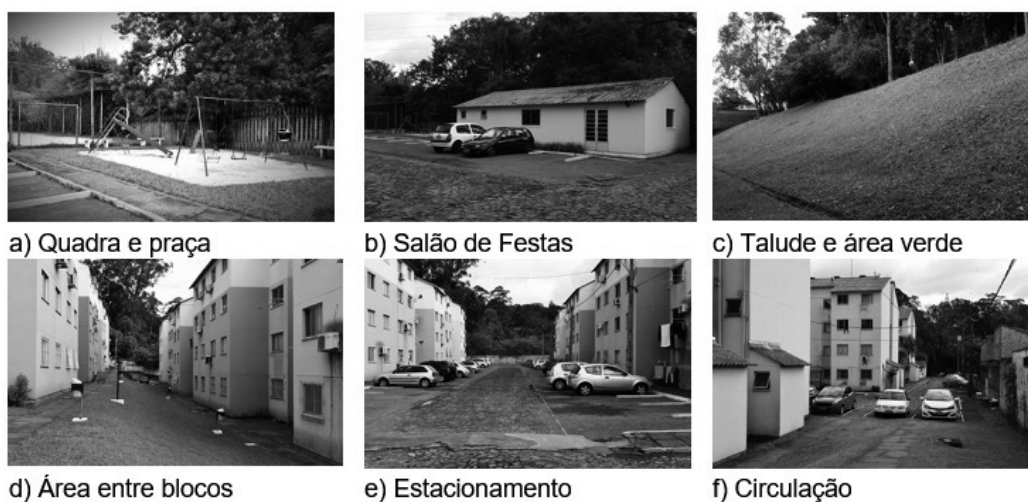 a) Quadra e praça
b) Salão de Festas
c) Talude e área verde
d) Área entre blocos
e) Estacionamento
f) Circulação